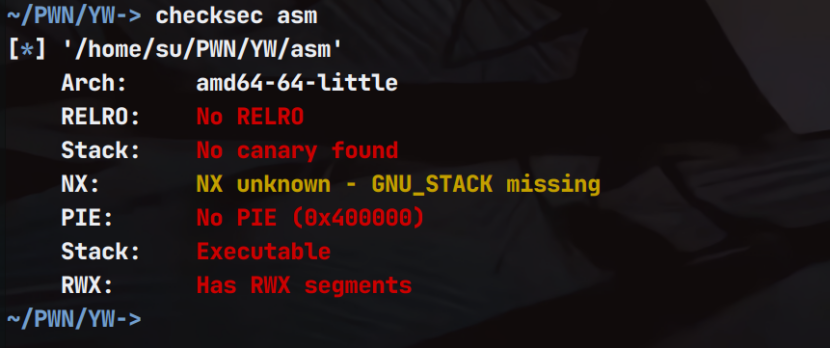 ~/PWN/YW-> checksec asm
[*] '/home/su/PWN/YW/asm'
Arch: amd64-64-little
RELRO: No RELRO
Stack: No canary found
NX: NX unknown - GNU_STACK missing
PIE: No PIE (0x400000)
Stack: Executable
RWX: Has RWX segments
~/PWN/YW->